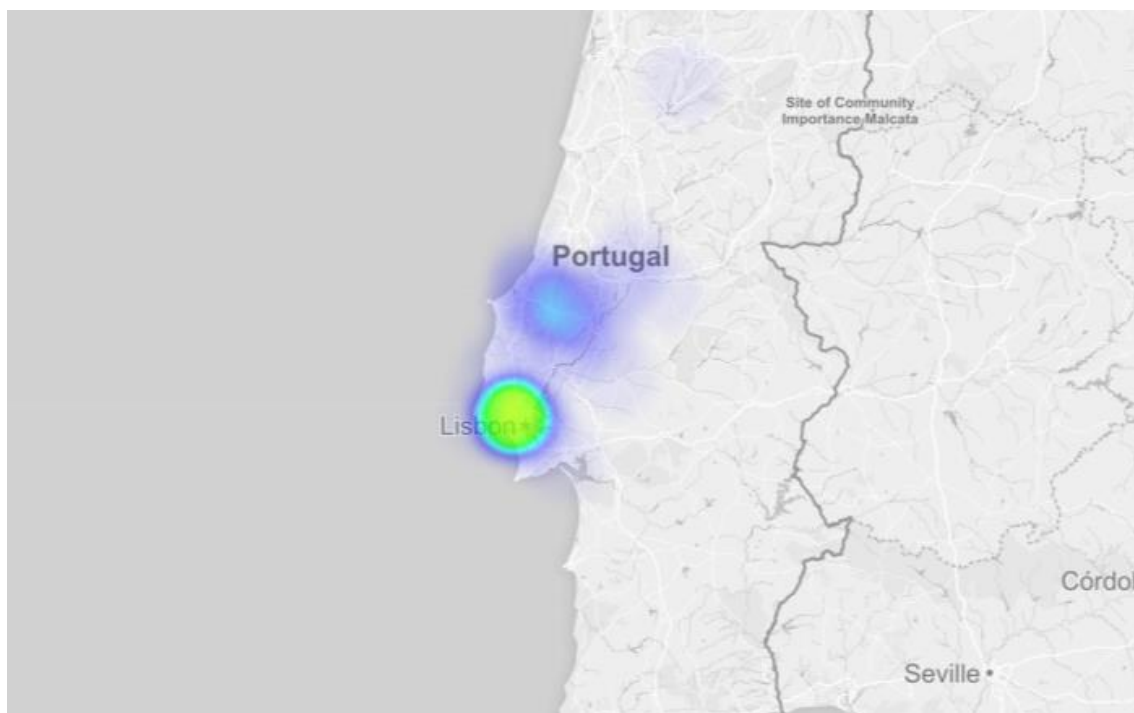 Site of Community
Importance Malcata
Portugal
Lisbon
Córdol
Seville